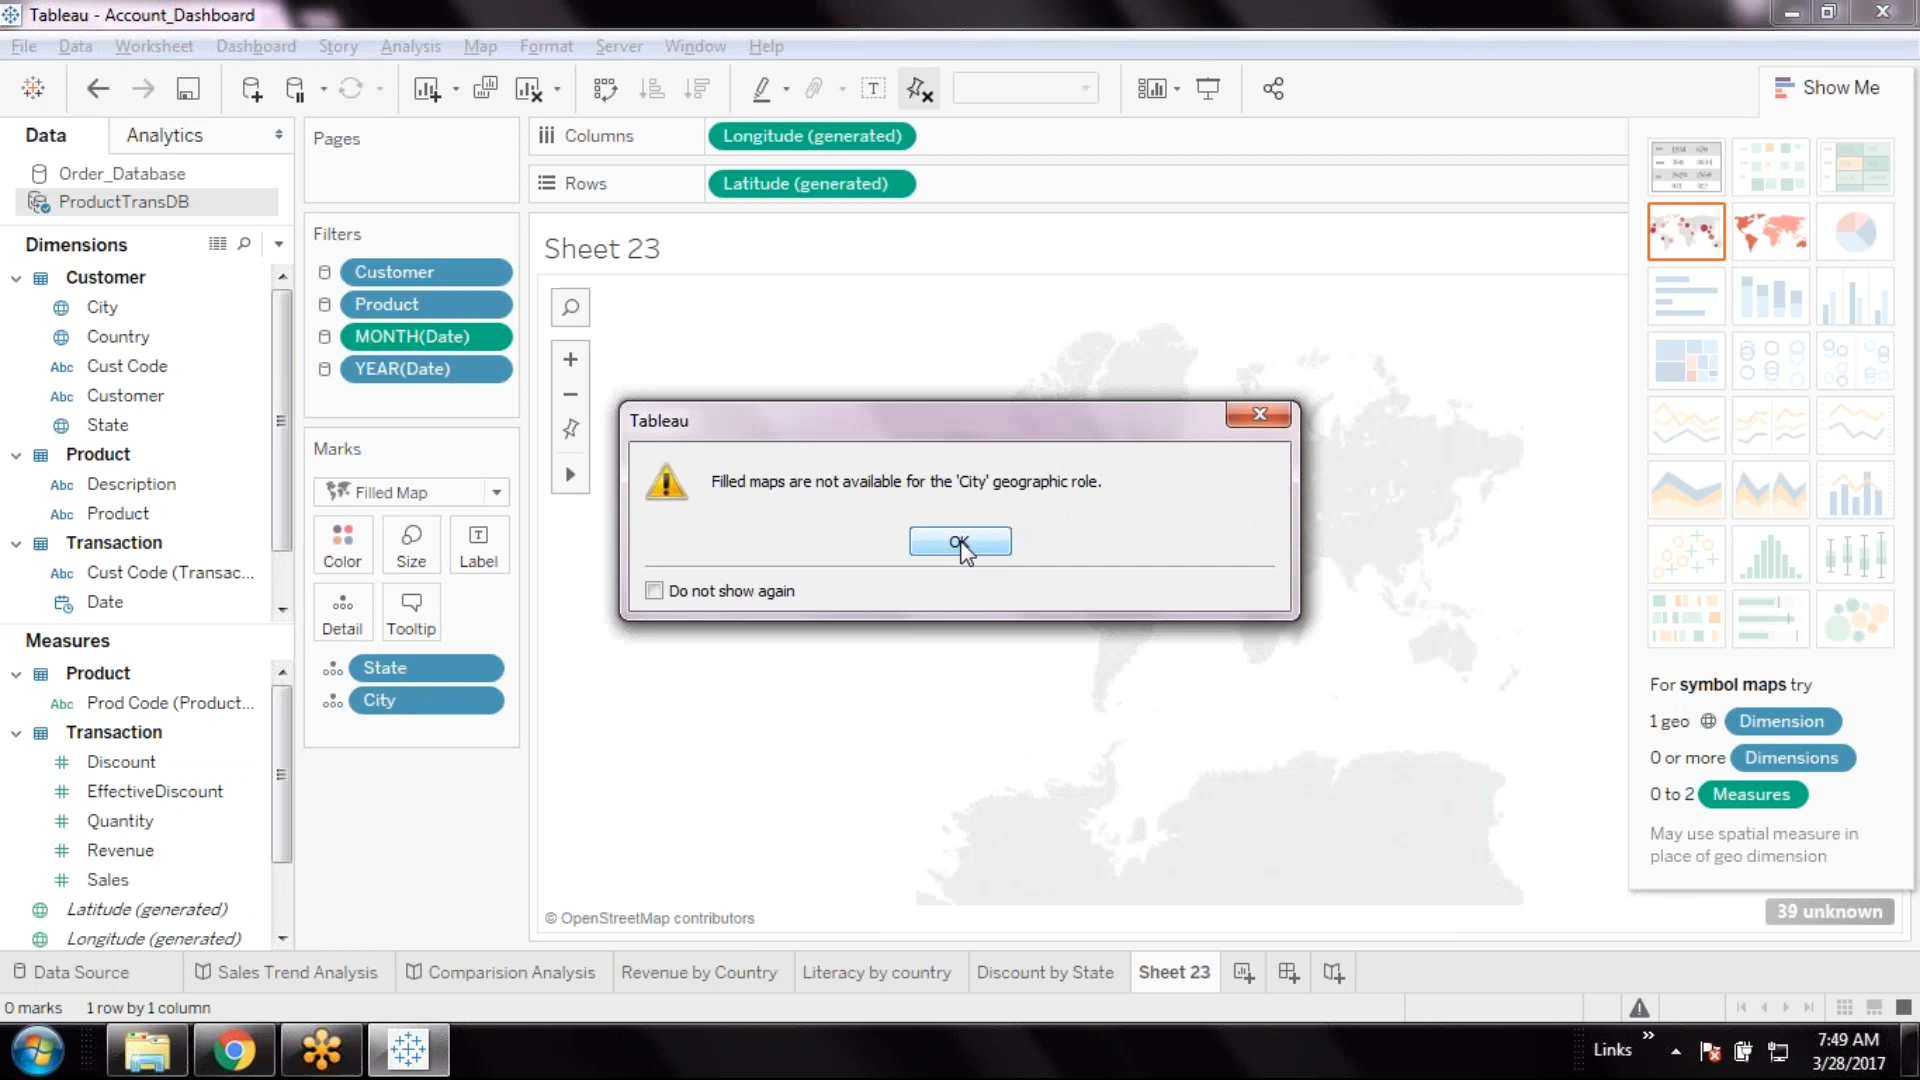 Tableau - Account_Dashboard
File Data Worksheet Dashboard Story Analysis Map Format Server Window Help
Show Me
Data Analytics
Order_Database
ProductTransDB
Dimensions
Customer
City
Country
Abc Cust Code
Abc Customer
State
Product
Abc Description
Abc Product
Transaction
Abc Cust Code (Transac...
Date
Measures
Product
Abc Prod Code (Product...
Transaction
# Discount
# EffectiveDiscount
# Quantity
# Revenue
# Sales
Latitude (generated)
Longitude (generated)
Pages
Filters
Customer
Product
MONTH(Date)
YEAR(Date)
Marks
Filled Map
Color Size Label
Detail Tooltip
State
City
Columns Longitude (generated)
Rows Latitude (generated)
Sheet 23
Tableau
Filled maps are not available for the 'City' geographic role.
OK
Do not show again
© OpenStreetMap contributors
For symbol maps try
1 geo Dimension
0 or more Dimensions
0 to 2 Measures
May use spatial measure in
place of geo dimension
39 unknown
Data Source Sales Trend Analysis Comparision Analysis Revenue by Country Literacy by country Discount by State Sheet 23
0 marks 1 row by 1 column
Links »
7:49 AM
3/28/2017